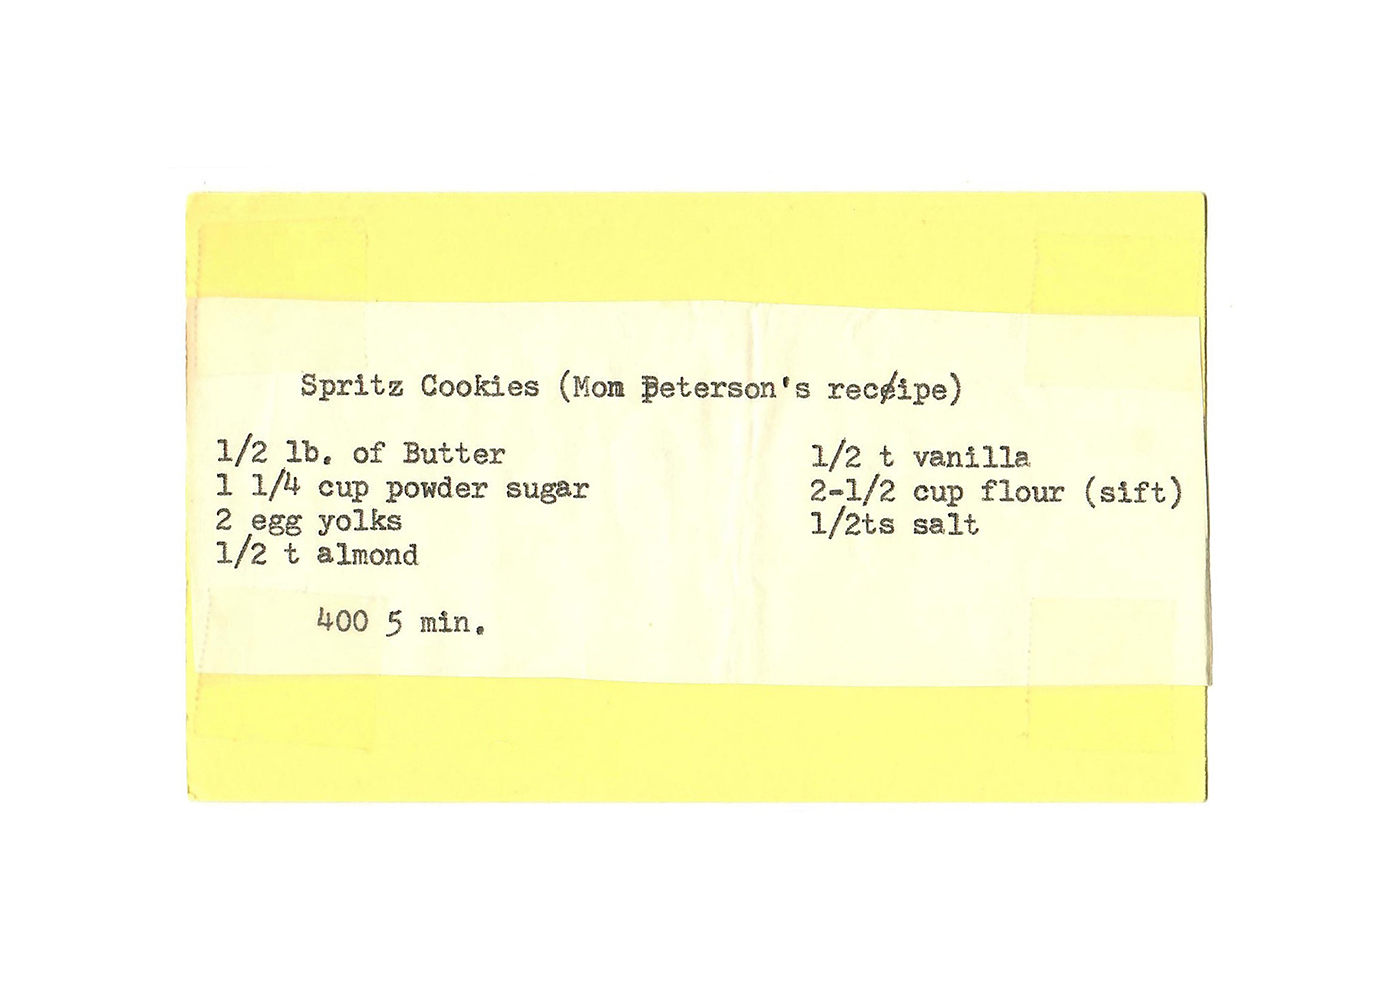 Spritz Cookies (Mom Peterson's recipe)
1/2 lb. of Butter
1 1/4 cup powder sugar
2 egg yolks
1/2 t almond
1/2 t vanilla
2-1/2 cup flour (sift)
1/2ts salt
400 5 min.